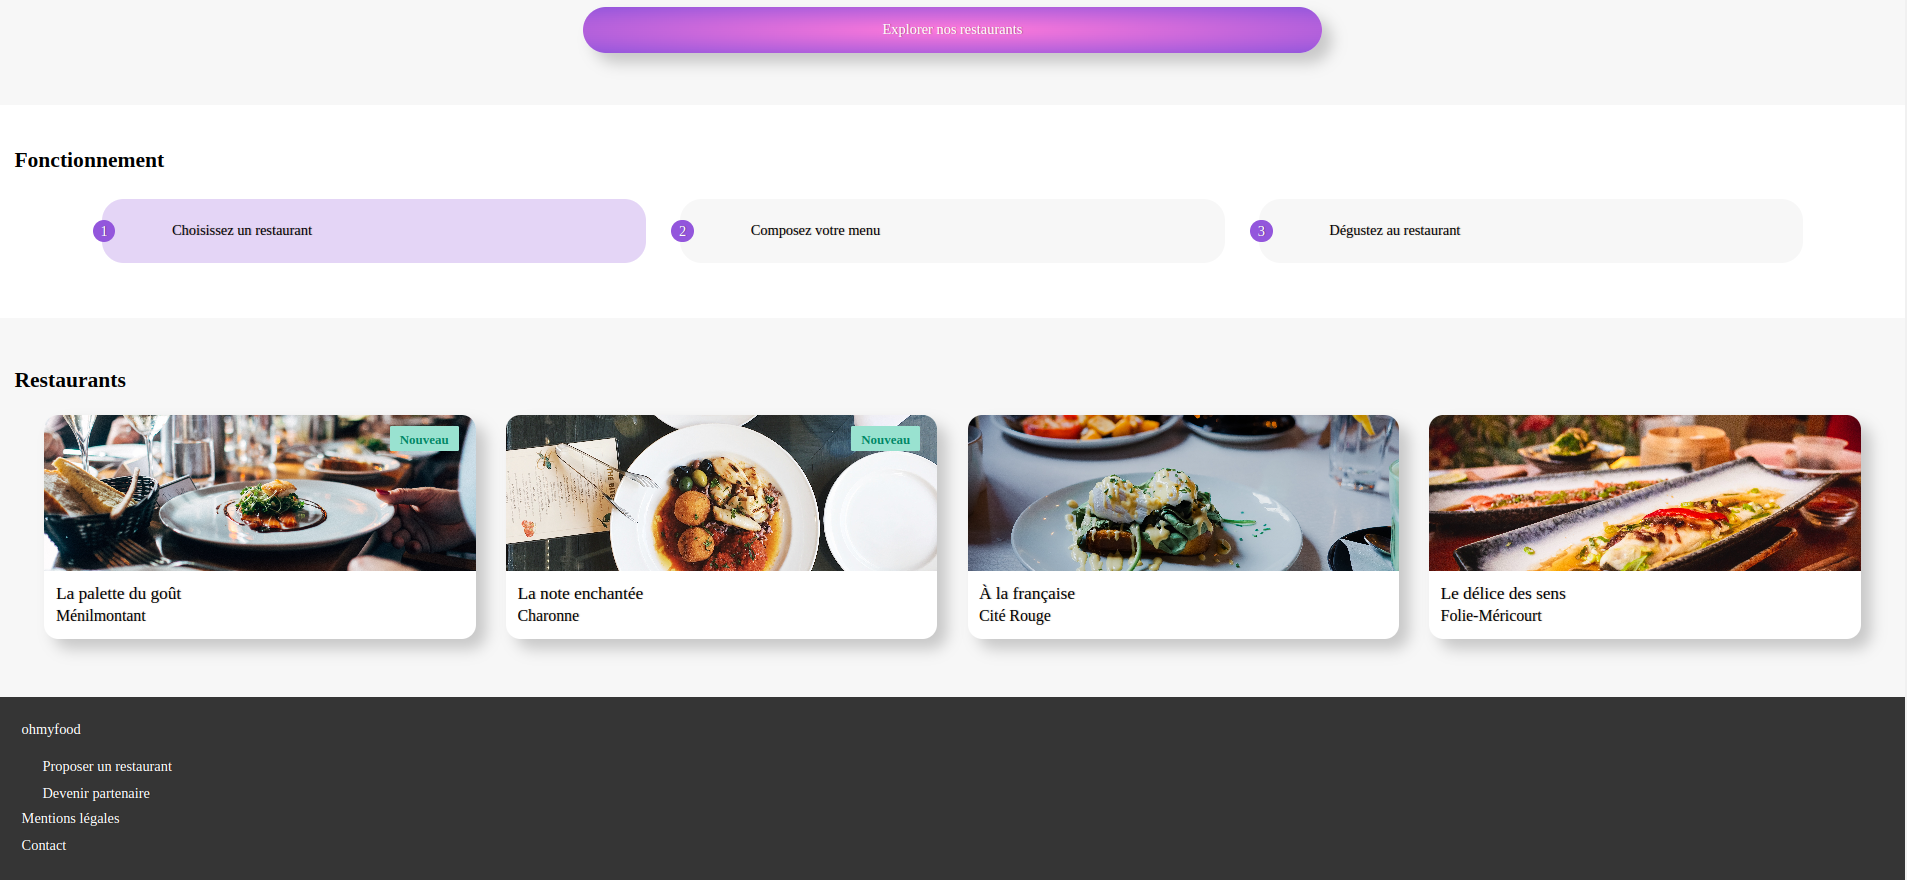 Explorer nos restaurants
Fonctionnement
1 Choisissez un restaurant
2 Composez votre menu
3 Dégustez au restaurant
Restaurants
Nouveau
Nouveau
La palette du goût
Ménilmontant
La note enchantée
Charonne
À la française
Cité Rouge
Le délice des sens
Folie-Méricourt
ohmyfood
Proposer un restaurant
Devenir partenaire
Mentions légales
Contact